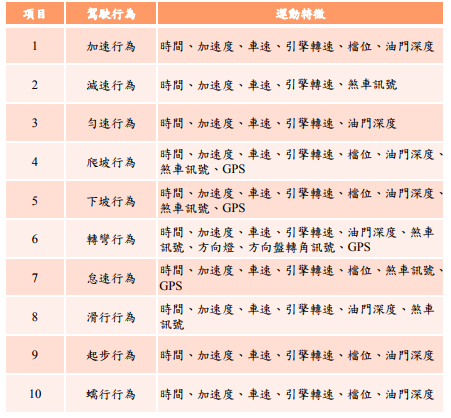 項目 駕駛行為 運動特徵
1 加速行為 時間、加速度、車速、引擎轉速、檔位、油門深度
2 減速行為 時間、加速度、車速、引擎轉速、煞車訊號
3 勻速行為 時間、加速度、車速、引擎轉速、油門深度
4 爬坡行為 時間、加速度、車速、引擎轉速、檔位、油門深度、
煞車訊號、GPS
5 下坡行為 時間、加速度、車速、引擎轉速、檔位、油門深度、
煞車訊號、GPS
6 轉彎行為 時間、加速度、車速、引擎轉速、油門深度、煞車
訊號、方向燈、方向盤轉角訊號、GPS
7 怠速行為 時間、加速度、車速、引擎轉速、檔位、煞車訊號、
GPS
8 滑行行為 時間、加速度、車速、引擎轉速、油門深度、煞車
訊號
9 起步行為 時間、加速度、車速、引擎轉速、檔位、油門深度
10 蠕行行為 時間、加速度、車速、引擎轉速、檔位、油門深度